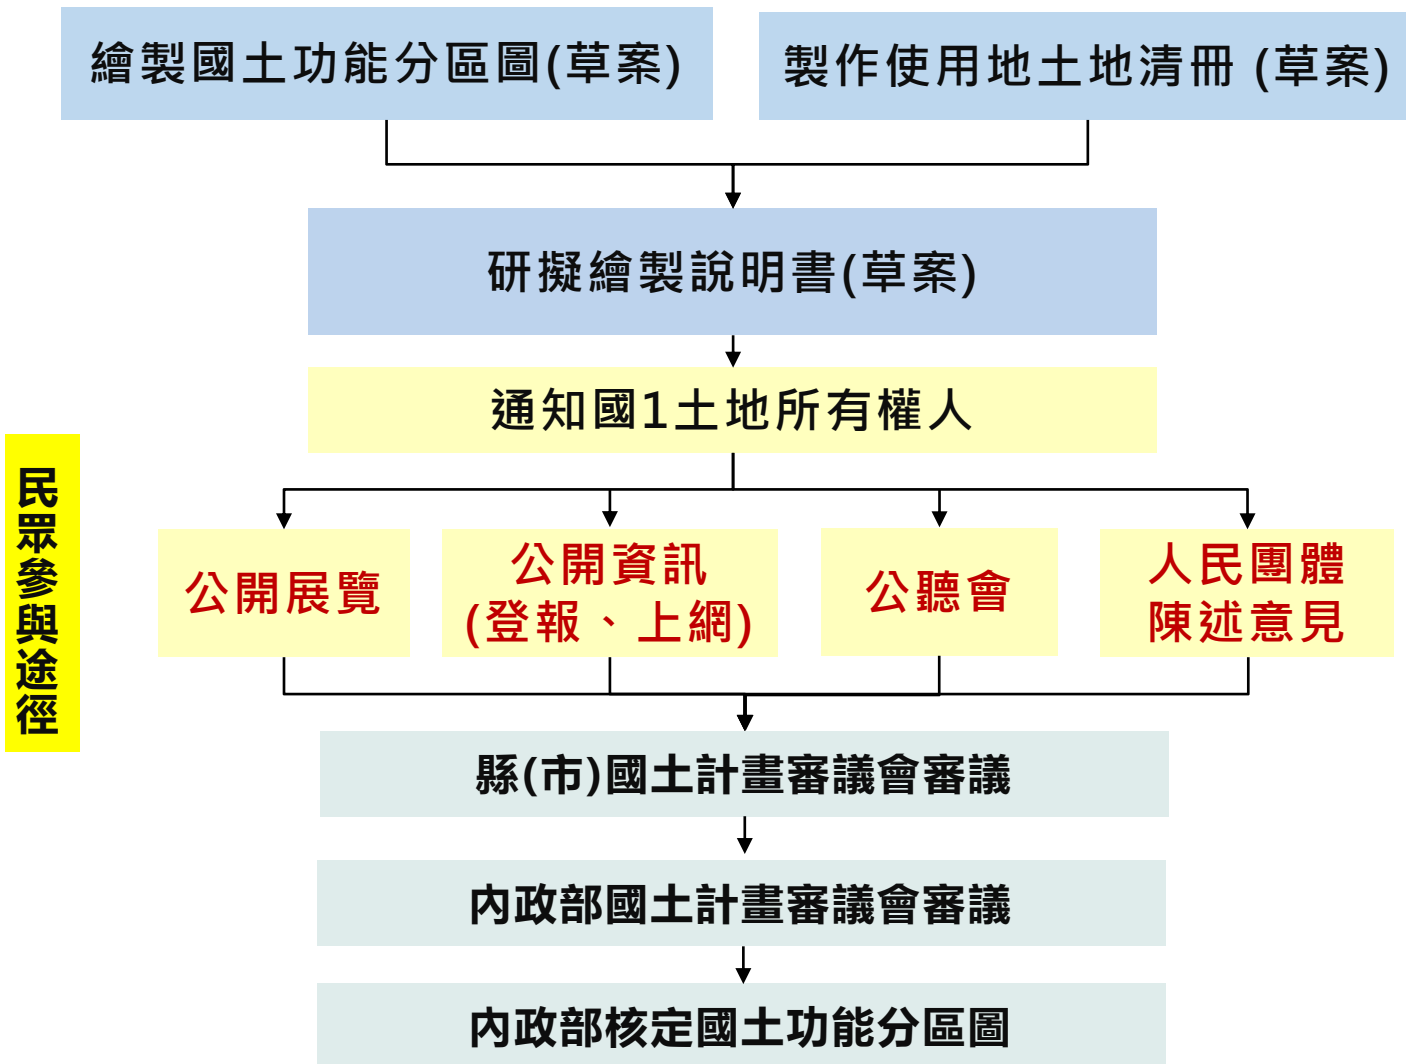 繪製國土功能分區圖(草案)
製作使用地土地清冊 (草案)
研擬繪製說明書(草案)
通知國1土地所有權人
民眾參與途徑
公開展覽
公開資訊
(登報、上網)
公聽會
人民團體
陳述意見
縣(市)國土計畫審議會審議
內政部國土計畫審議會審議
內政部核定國土功能分區圖